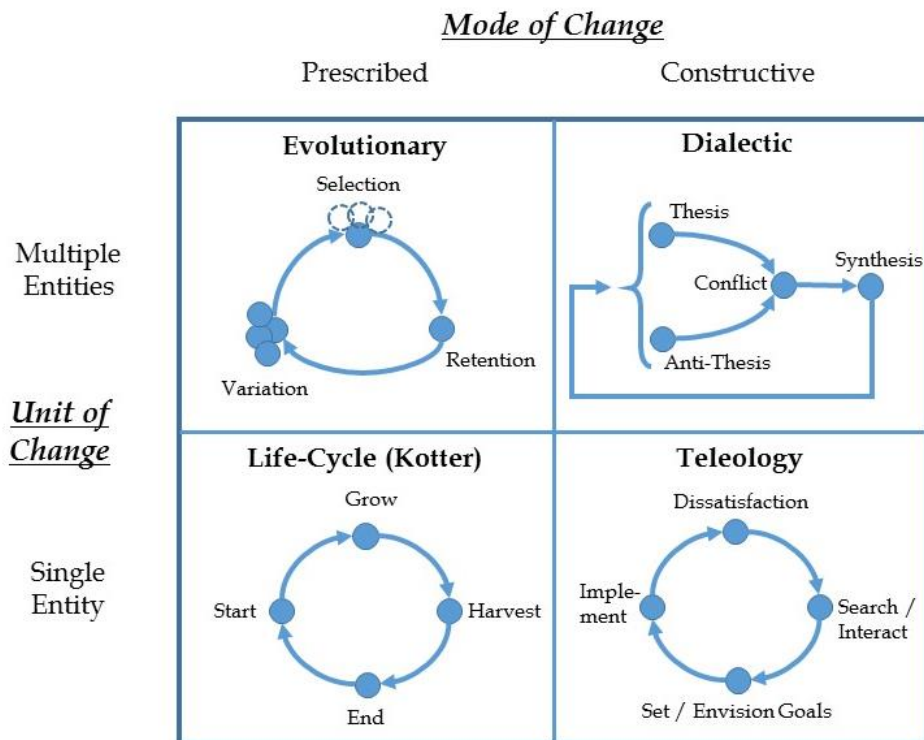 Mode of Change
Prescribed
Constructive
Multiple
Entities
Unit of
Change
Single
Entity
Evolutionary
Selection
Variation
Retention
Dialectic
Thesis
Conflict
Synthesis
Anti-Thesis
Life-Cycle (Kotter)
Grow
Start
Harvest
End
Teleology
Dissatisfaction
Imple-
ment
Search /
Interact
Set / Envision Goals